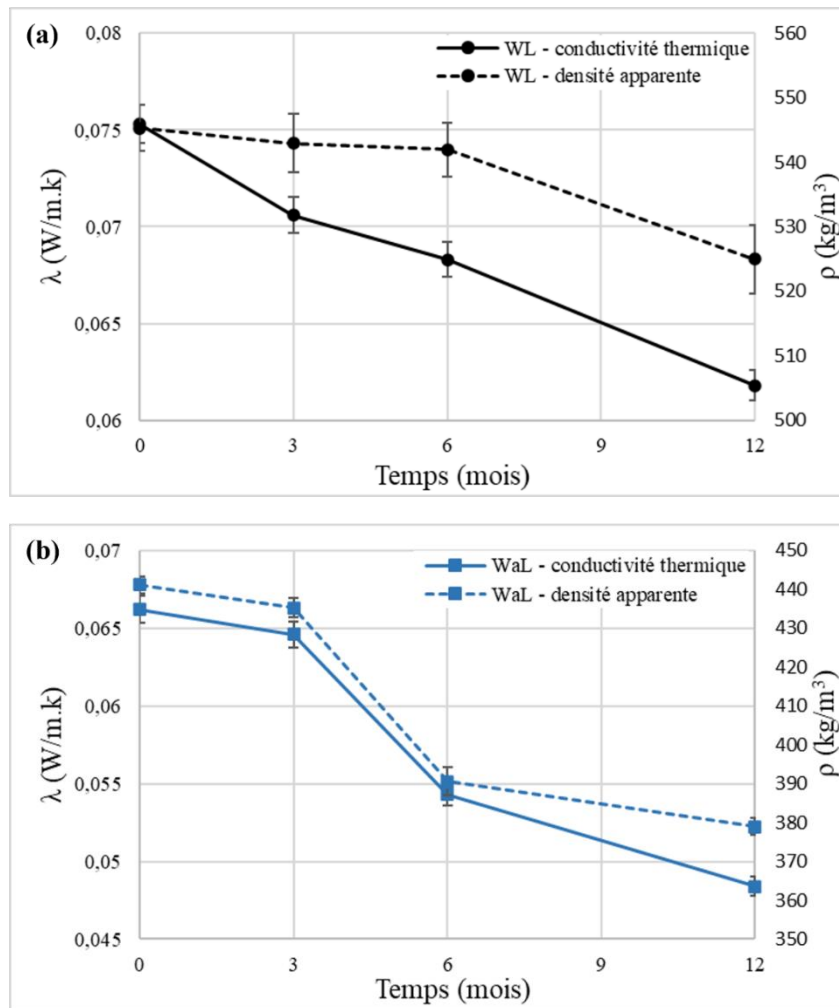 (a)
WL - conductivité thermique
WL - densité apparente
0,08
0,075
0,07
0,065
0,06
λ (W/m.k)
560
550
540
530
520
510
500
ρ (kg/m³)
0 3 6 9 12
Temps (mois)
(b)
WaL - conductivité thermique
WaL - densité apparente
0,07
0,065
0,06
0,055
0,05
0,045
λ (W/m.k)
450
440
430
420
410
400
390
380
370
360
350
ρ (kg/m³)
0 3 6 9 12
Temps (mois)